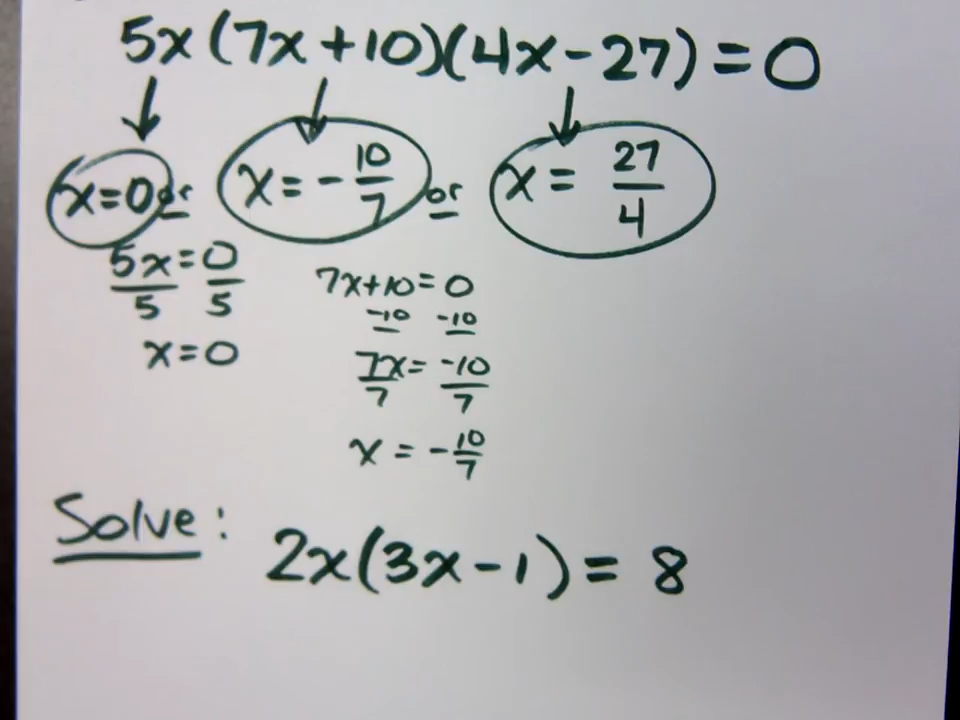 5x(7x+10)(4x-27)=0
x=0 or x=-10/7 or x=27/4
5x/5=0/5
x=0
7x+10=0
-10 -10
7x/7=-10/7
x=-10/7
Solve: 2x(3x-1)=8